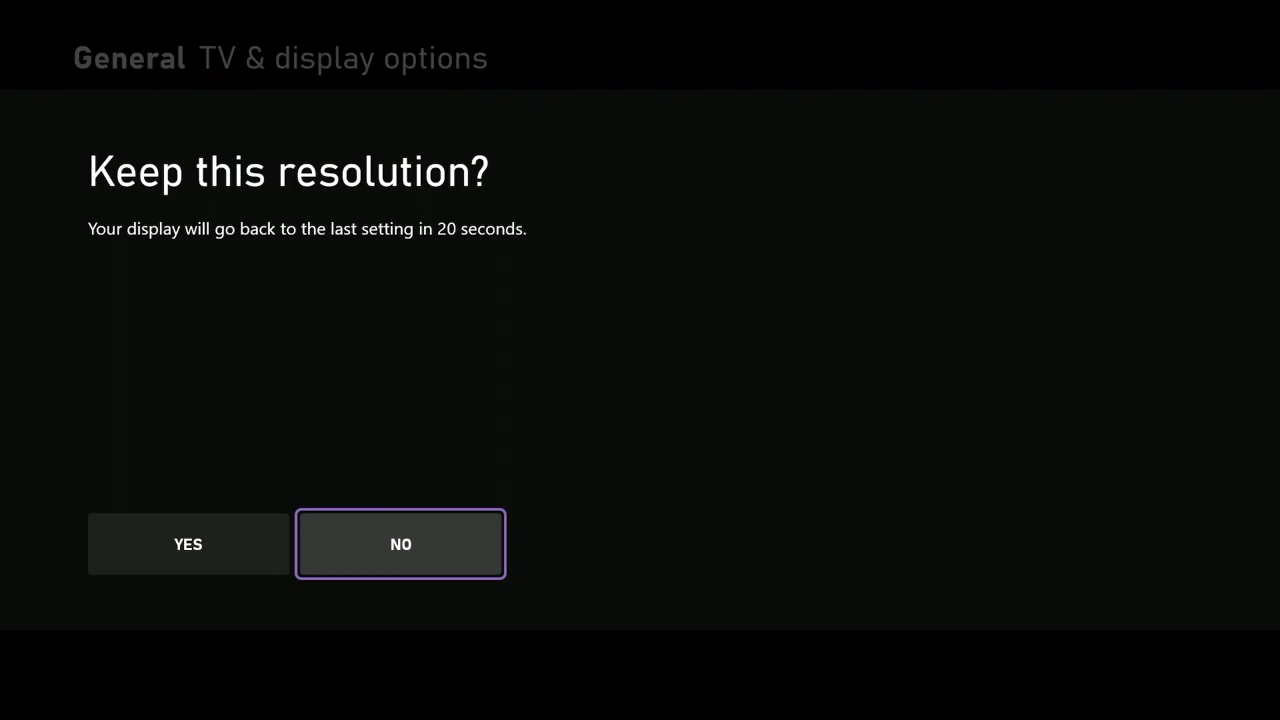 General TV & display options
Keep this resolution?
Your display will go back to the last setting in 20 seconds.
YES NO